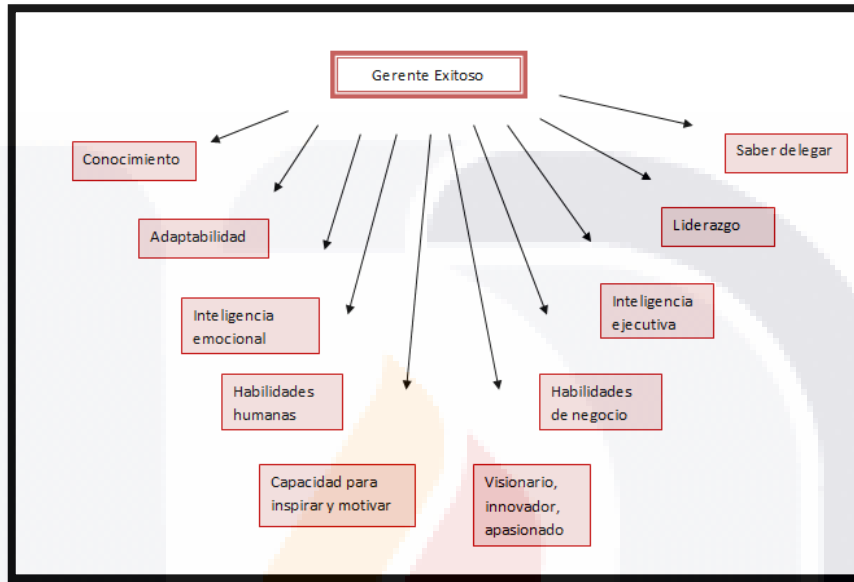 Gerente Exitoso
Conocimiento
Saber delegar
Adaptabilidad
Liderazgo
Inteligencia
emocional
Inteligencia
ejecutiva
Habilidades
humanas
Habilidades
de negocio
Capacidad para
inspirar y motivar
Visionario,
innovador,
apasionado